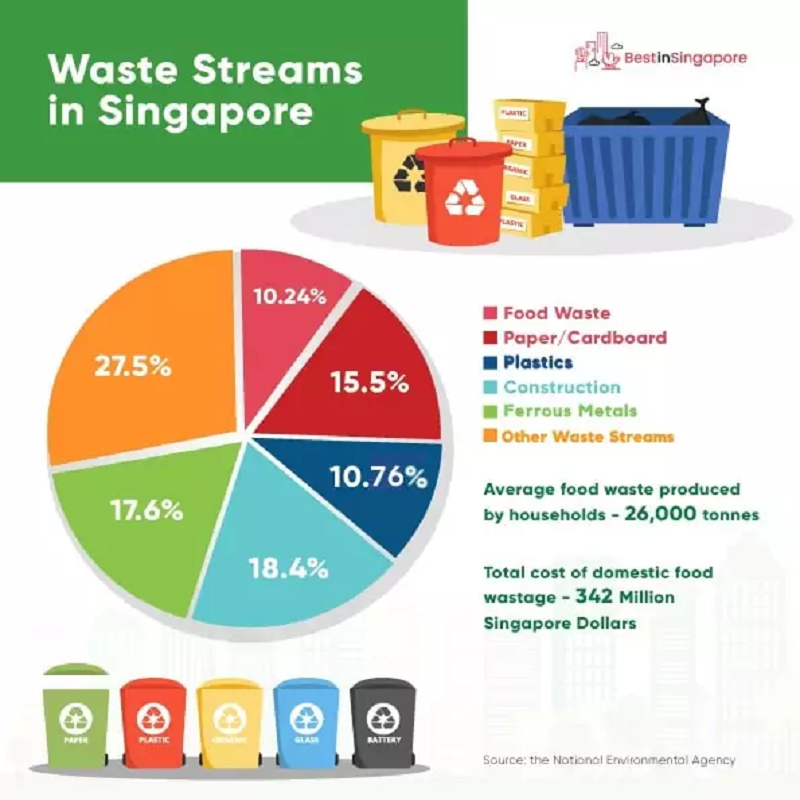 Waste Streams
in Singapore
BestinSingapore
PLASTIC
PAPER
ORGANIC
GLASS
PLASTIC
10.24%
27.5%
15.5%
10.76%
17.6%
18.4%
Food Waste
Paper/Cardboard
Plastics
Construction
Ferrous Metals
Other Waste Streams
Average food waste produced
by households - 26,000 tonnes
Total cost of domestic food
wastage - 342 Million
Singapore Dollars
PAPER
PLASTIC
ORGANIC
GLASS
BATTERY
Source: the National Environmental Agency